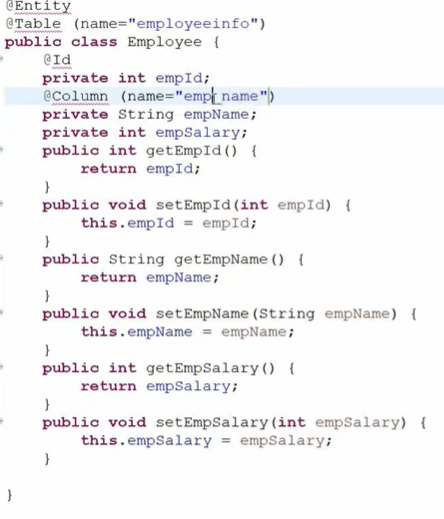 @Entity
@Table (name="employeeinfo")
public class Employee {
@Id
private int empId;
@Column (name="emp_name")
private String empName;
private int empSalary;
public int getEmpId() {
return empId;
}
public void setEmpId(int empId) {
this.empId = empId;
}
public String getEmpName() {
return empName;
}
public void setEmpName(String empName) {
this.empName = empName;
}
public int getEmpSalary() {
return empSalary;
}
public void setEmpSalary(int empSalary) {
this.empSalary = empSalary;
}
}